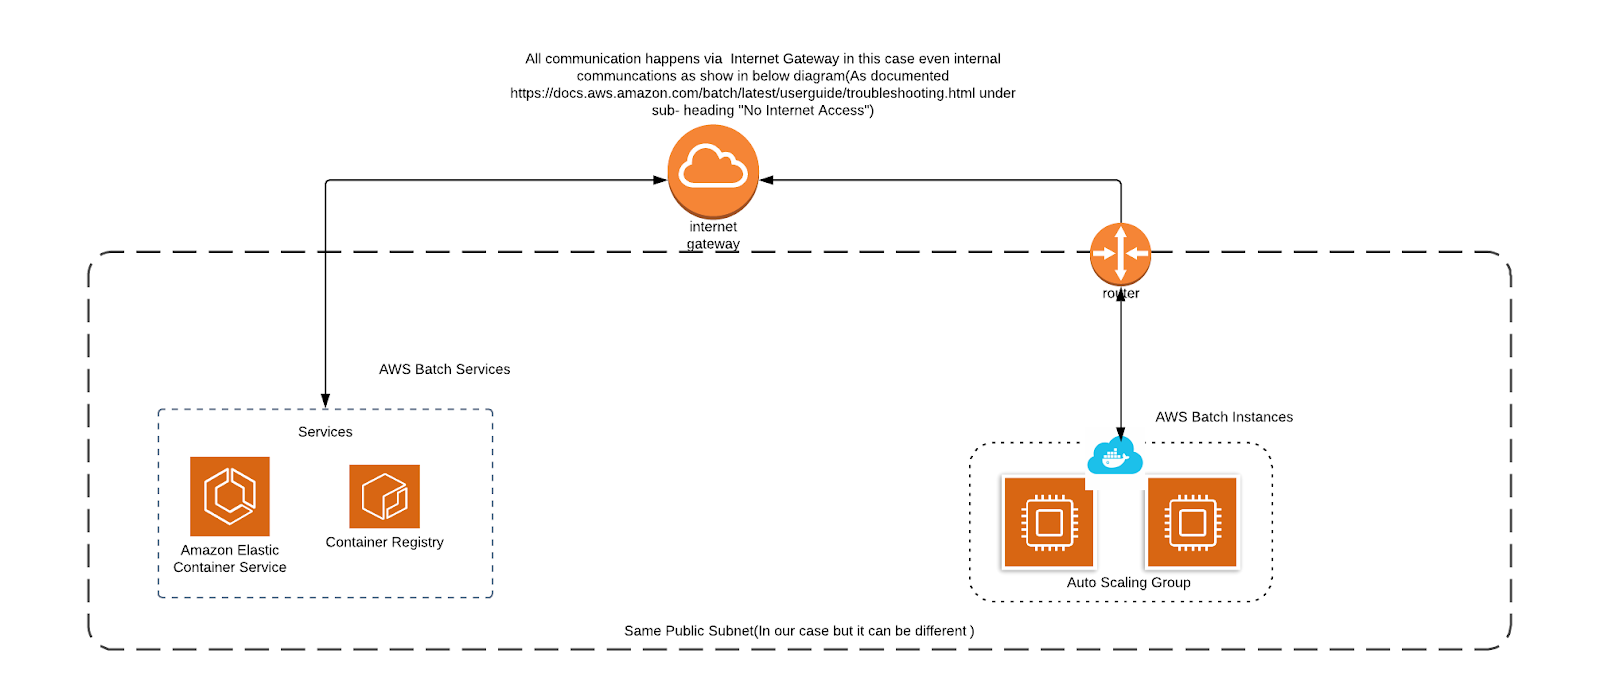 All communication happens via  Internet Gateway in this case even internal
communcations as show in below diagram(As documented
https://docs.aws.amazon.com/batch/latest/userguide/troubleshooting.html under
sub- heading "No Internet Access")
internet
gateway
router
AWS Batch Services
AWS Batch Instances
Services
Amazon Elastic
Container Service
Container Registry
Auto Scaling Group
Same Public Subnet(In our case but it can be different )